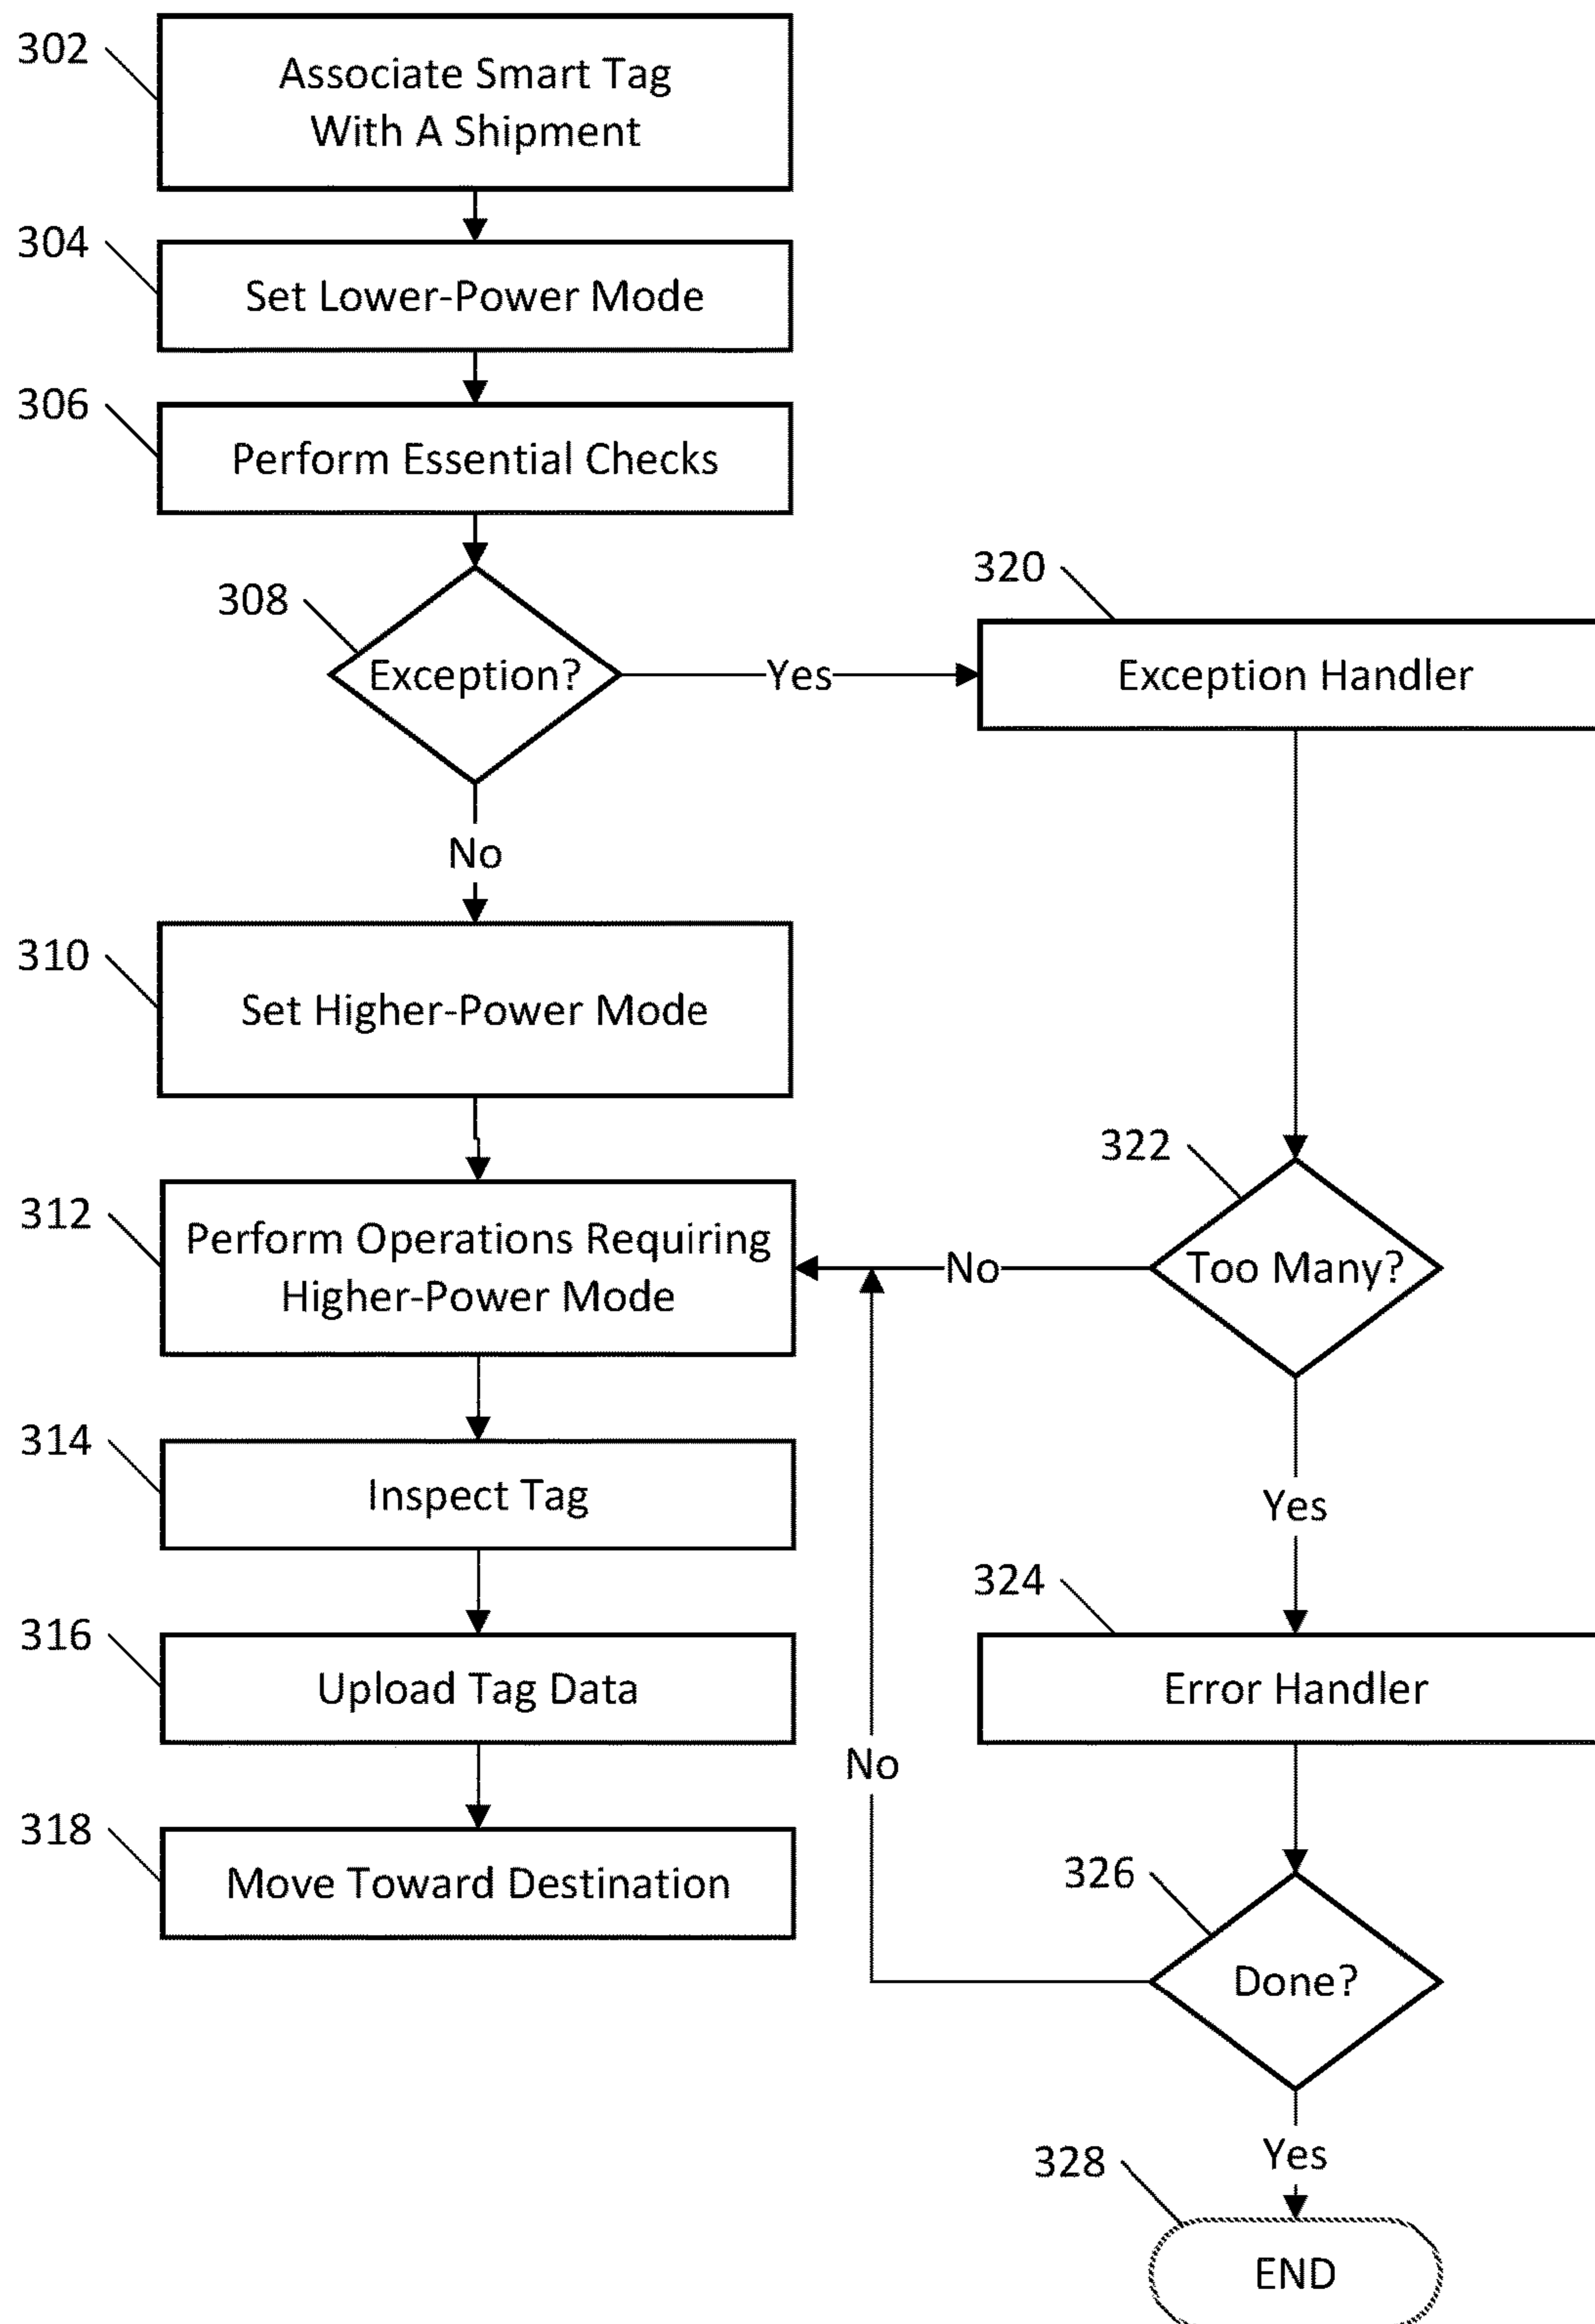 302
Associate Smart Tag
With A Shipment
304
Set Lower-Power Mode
306
Perform Essential Checks
308
Exception?
Yes
320
Exception Handler
No
310
Set Higher-Power Mode
312
Perform Operations Requiring
Higher-Power Mode
322
Too Many?
No
Yes
314
Inspect Tag
316
Upload Tag Data
324
Error Handler
No
318
Move Toward Destination
326
Done?
Yes
328
END